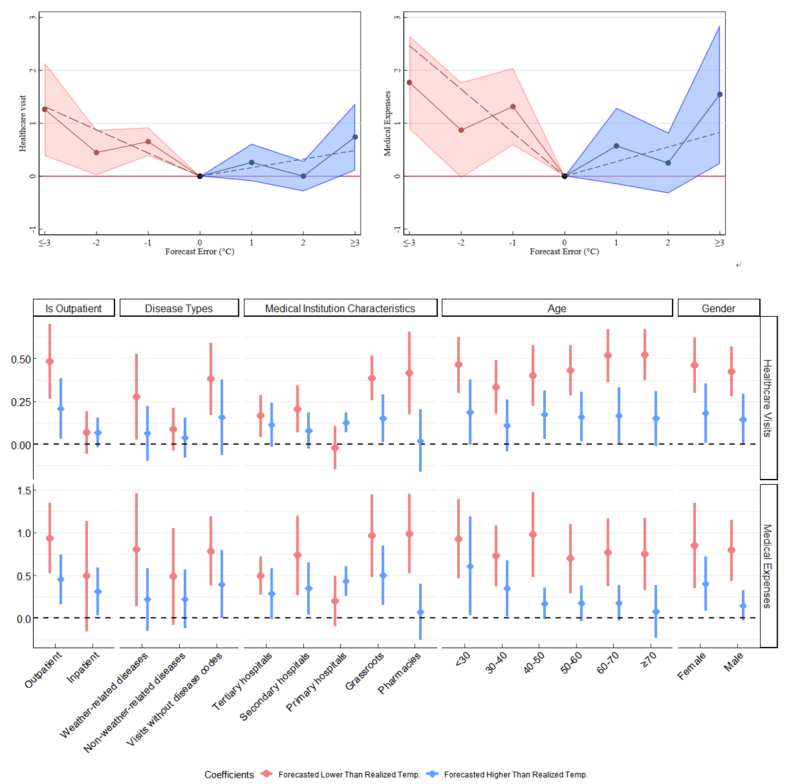 3
2
1
0
-1
Healthcare visit
≤-3 -2 -1 0 1 2 ≥3
Forecast Error (°C)
3
2
1
0
-1
Medical Expenses
≤-3 -2 -1 0 1 2 ≥3
Forecast Error (°C)
Is Outpatient Disease Types Medical Institution Characteristics Age Gender
0.50
0.25
0.00
Healthcare Visits
1.5
1.0
0.5
0.0
Medical Expenses
Outpatient
Inpatient
Weather-related diseases
Non-weather-related diseases
Visits without disease codes
Tertiary hospitals
Secondary hospitals
Primary hospitals
Grassroots
Pharmacies
<30
30-40
40-50
50-60
60-70
≥70
Female
Male
Coefficients Forecasted Lower Than Realized Temp. Forecasted Higher Than Realized Temp.